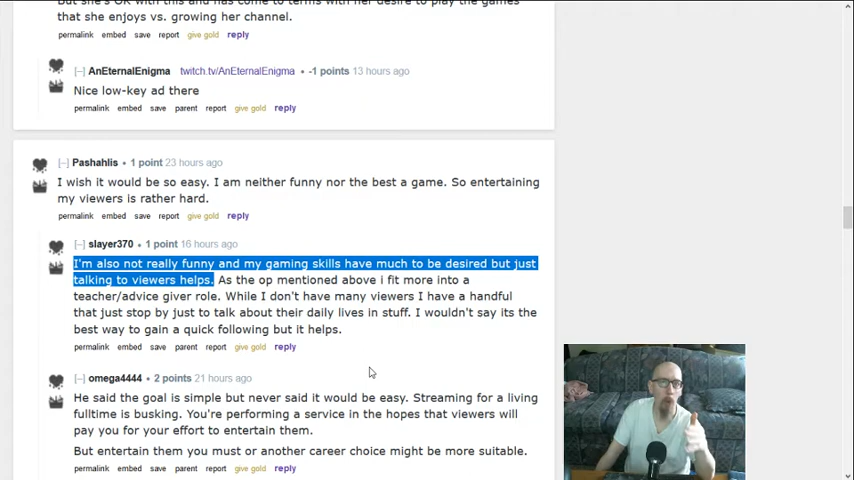 But she's OK with this and has come to terms with her desire to play the games
that she enjoys vs. growing her channel.
permalink embed save report give gold reply
[–] AnEternalEnigma twitch.tv/AnEternalEnigma • -1 points 13 hours ago
Nice low-key ad there
permalink embed save parent report give gold reply
[–] Pashahlis • 1 point 23 hours ago
I wish it would be so easy. I am neither funny nor the best a game. So entertaining
my viewers is rather hard.
permalink embed save report give gold reply
[–] slayer370 • 1 point 16 hours ago
I'm also not really funny and my gaming skills have much to be desired but just
talking to viewers helps. As the op mentioned above i fit more into a
teacher/advice giver role. While I don't have many viewers I have a handful
that just stop by just to talk about their daily lives in stuff. I wouldn't say its the
best way to gain a quick following but it helps.
permalink embed save parent report give gold reply
[–] omega4444 • 2 points 21 hours ago
He said the goal is simple but never said it would be easy. Streaming for a living
fulltime is busking. You're performing a service in the hopes that viewers will
pay you for your effort to entertain them.
But entertain them you must or another career choice might be more suitable.
permalink embed save parent report give gold reply